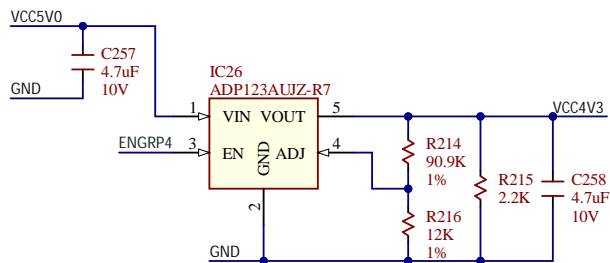 VCC5V0
C257
4.7uF
10V
GND
IC26
ADP123AUJZ-R7
1 VIN VOUT 5
VCC4V3
ENGRP4
3 EN GND ADJ 4
2
R214
90.9K
1%
R215
2.2K
C258
4.7uF
10V
R216
12K
1%
GND